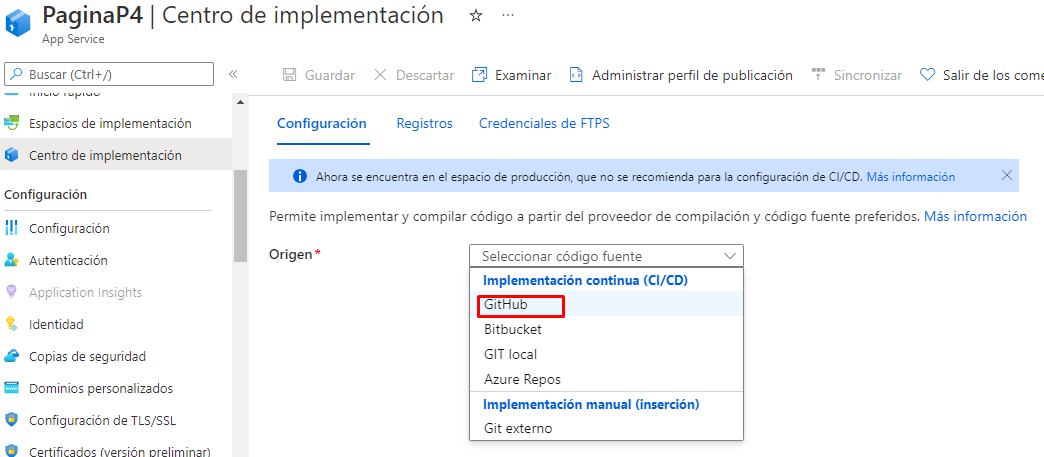 PaginaP4 | Centro de implementación
App Service
Buscar (Ctrl+/)
Guardar
Descartar
Examinar
Administrar perfil de publicación
Sincronizar
Salir de los come
Inicio rápido
Espacios de implementación
Centro de implementación
Configuración
Configuración
Autenticación
Application Insights
Identidad
Copias de seguridad
Dominios personalizados
Configuración de TLS/SSL
Certificados (versión preliminar)
Configuración
Registros
Credenciales de FTPS
Ahora se encuentra en el espacio de producción, que no se recomienda para la configuración de CI/CD. Más información
Permite implementar y compilar código a partir del proveedor de compilación y código fuente preferidos. Más información
Origen *
Seleccionar código fuente
Implementación continua (CI/CD)
GitHub
Bitbucket
GIT local
Azure Repos
Implementación manual (inserción)
Git externo